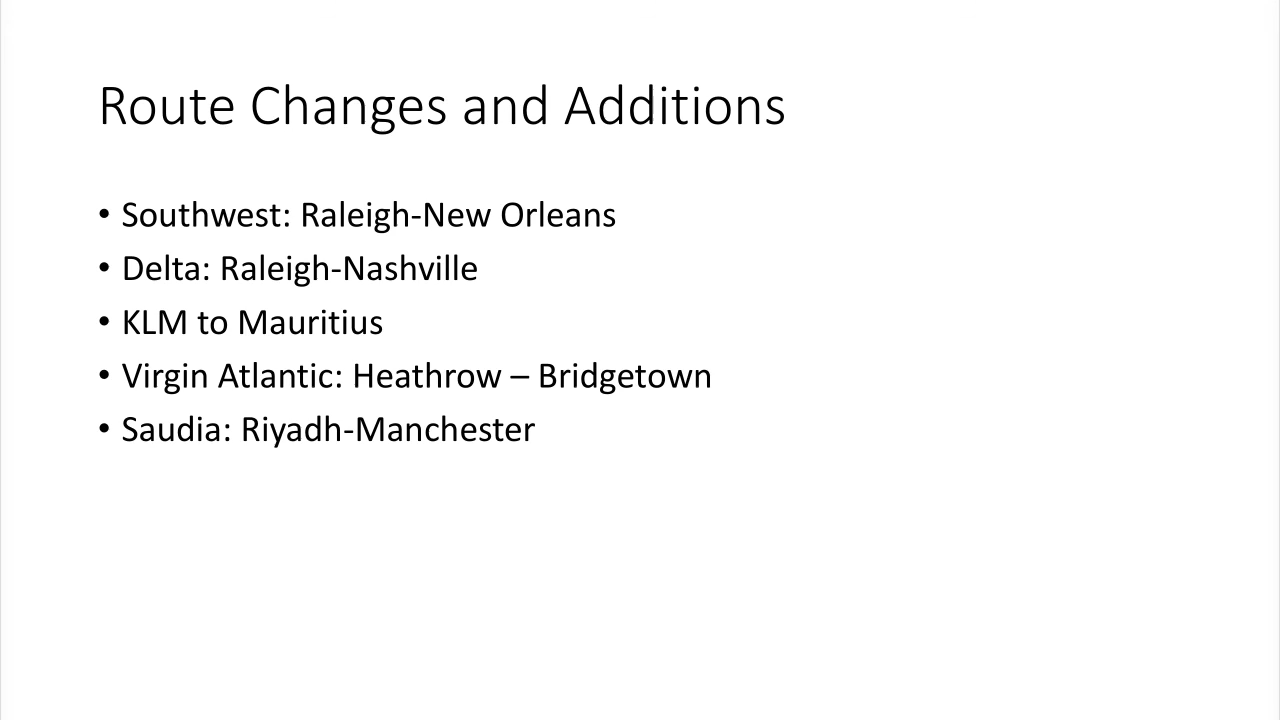 Route Changes and Additions
• Southwest: Raleigh-New Orleans
• Delta: Raleigh-Nashville
• KLM to Mauritius
• Virgin Atlantic: Heathrow – Bridgetown
• Saudia: Riyadh-Manchester